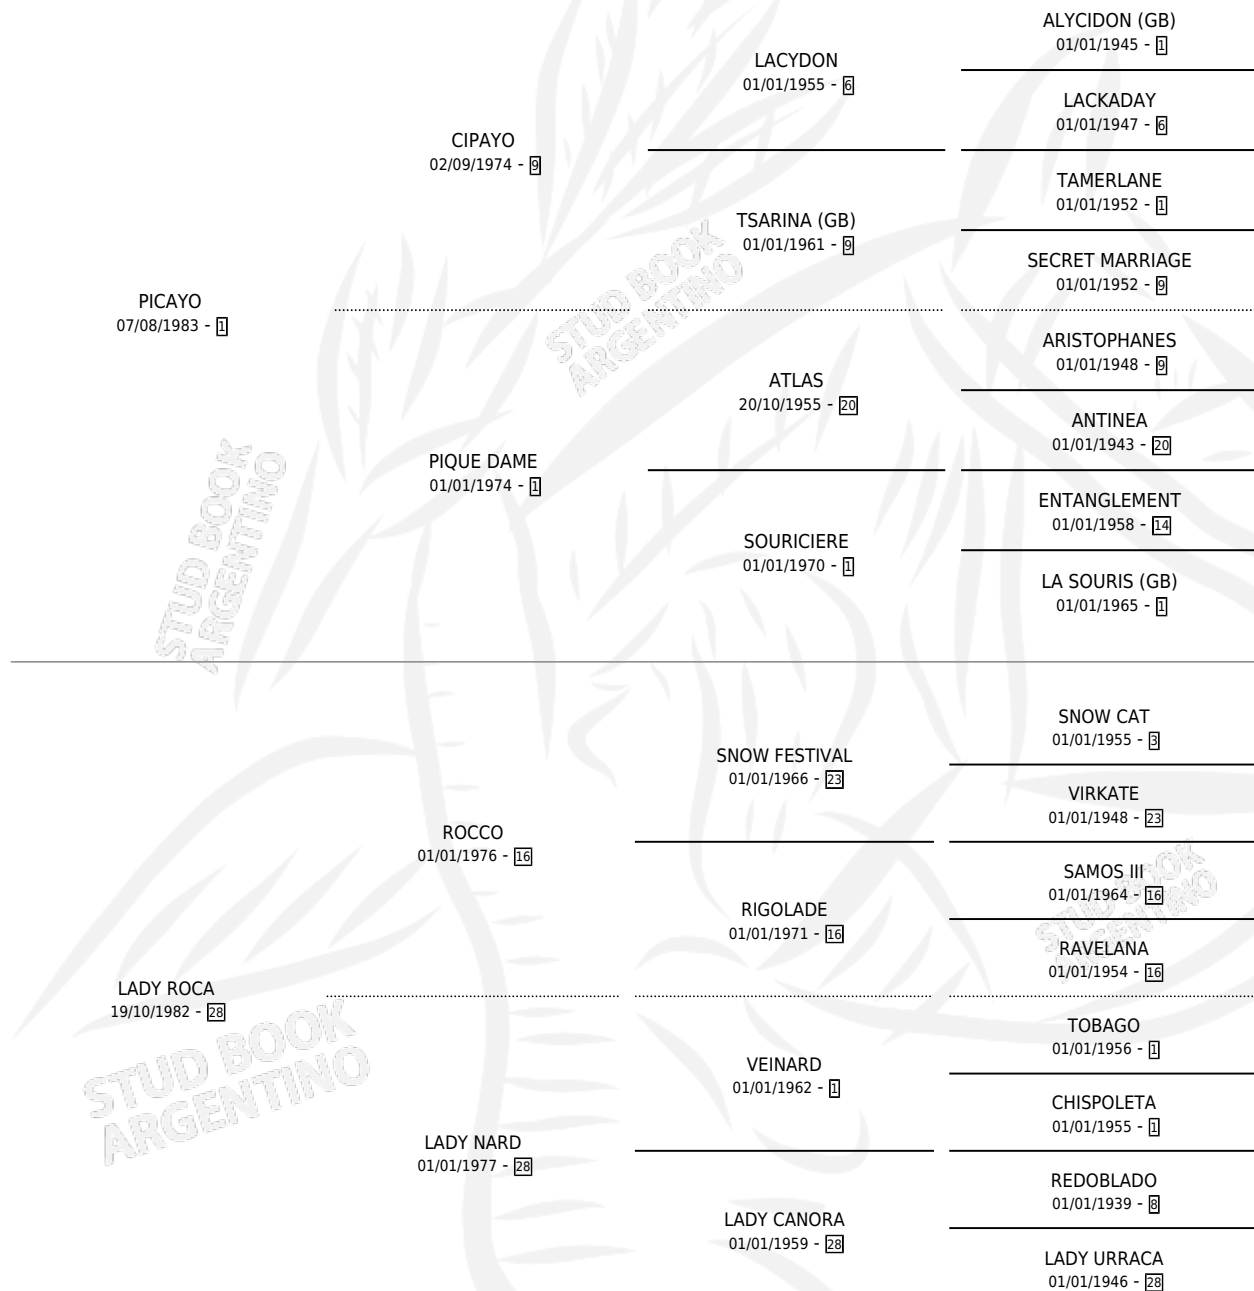 PICAYO
07/08/1983 - 1
CIPAYO
02/09/1974 - 9
LACYDON
01/01/1955 - 6
ALYCIDON (GB)
01/01/1945 - 1
LACKADAY
01/01/1947 - 6
TSARINA (GB)
01/01/1961 - 9
TAMERLANE
01/01/1952 - 1
SECRET MARRIAGE
01/01/1952 - 9
PIQUE DAME
01/01/1974 - 1
ATLAS
20/10/1955 - 20
ARISTOPHANES
01/01/1948 - 9
ANTINEA
01/01/1943 - 20
SOURICIERE
01/01/1970 - 1
ENTANGLEMENT
01/01/1958 - 14
LA SOURIS (GB)
01/01/1965 - 1
LADY ROCA
19/10/1982 - 28
ROCCO
01/01/1976 - 16
SNOW FESTIVAL
01/01/1966 - 23
SNOW CAT
01/01/1955 - 3
VIRKATE
01/01/1948 - 23
RIGOLADE
01/01/1971 - 16
SAMOS III
01/01/1964 - 16
RAVELANA
01/01/1954 - 16
LADY NARD
01/01/1977 - 28
VEINARD
01/01/1962 - 1
TOBAGO
01/01/1956 - 1
CHISPOLETA
01/01/1955 - 1
LADY CANORA
01/01/1959 - 28
REDOBLADO
01/01/1939 - 8
LADY URRACA
01/01/1946 - 28
STUD BOOK
ARGENTINO
STUD BOOK
ARGENTINO
STUD BOOK
ARGENTINO
STUD BOOK
ARGENTINO